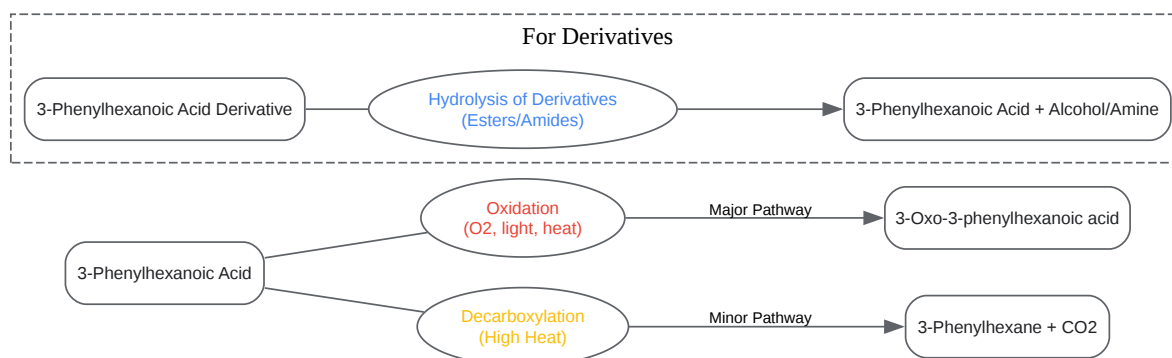 For Derivatives
3-Phenylhexanoic Acid Derivative
Hydrolysis of Derivatives
(Esters/Amides)
3-Phenylhexanoic Acid + Alcohol/Amine
Oxidation
(O2, light, heat)
Major Pathway
3-Oxo-3-phenylhexanoic acid
3-Phenylhexanoic Acid
Decarboxylation
(High Heat)
Minor Pathway
3-Phenylhexane + CO2